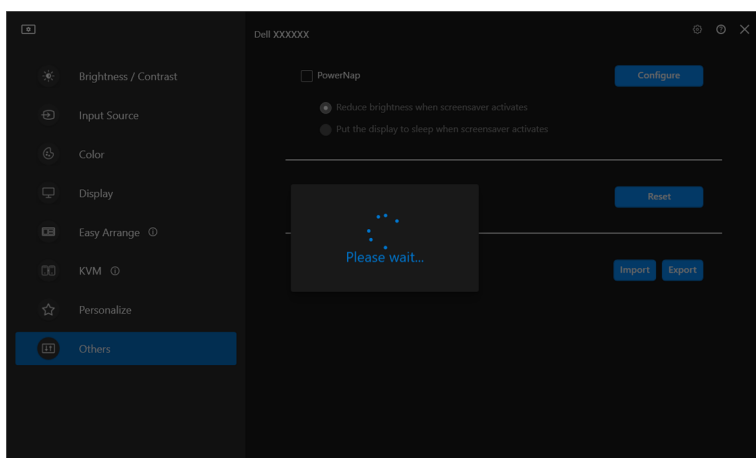 Dell XXXXXX
Brightness / Contrast
Input Source
Color
Display
Easy Arrange
KVM
Personalize
Others
PowerNap
Configure
Reduce brightness when screensaver activates
Put the display to sleep when screensaver activates
Reset
Please wait...
Import Export